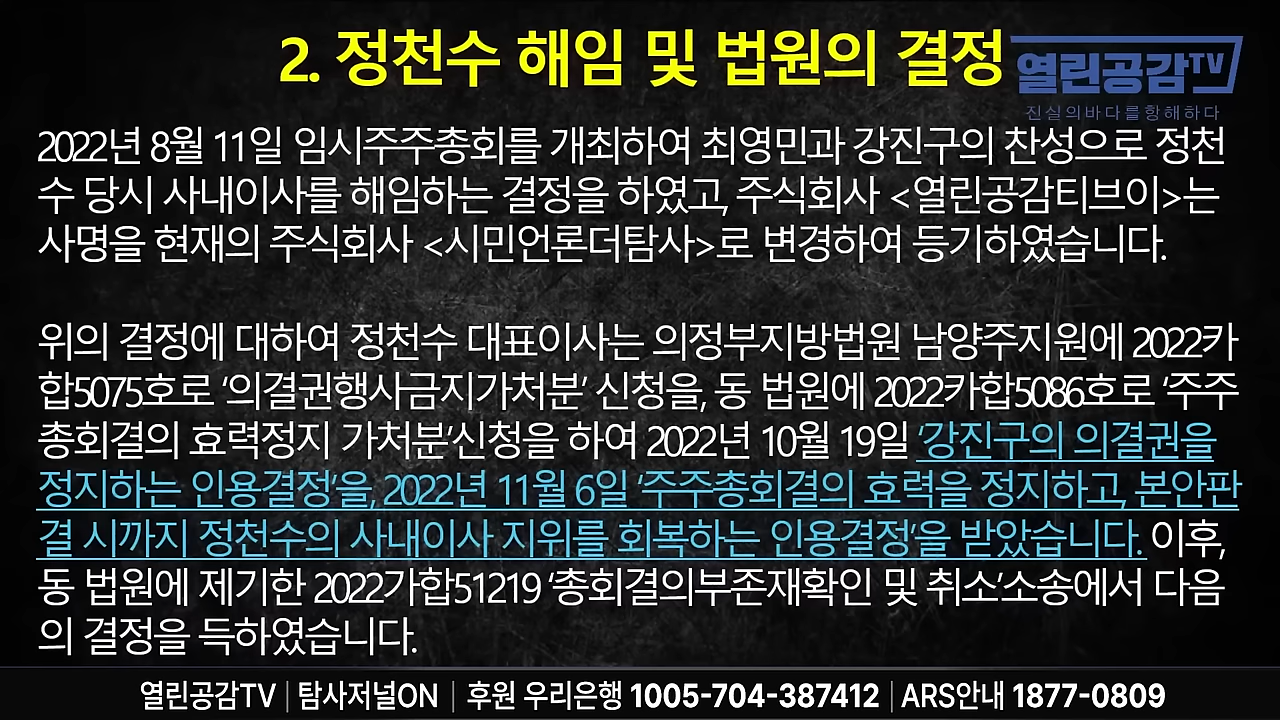 2. 정천수 해임 및 법원의 결정
열린공감TV
진실의바다를항해하다
2022년 8월 11일 임시주주총회를 개최하여 최영민과 강진구의 찬성으로 정천
수 당시 사내이사를 해임하는 결정을 하였고, 주식회사 <열린공감티브이>는
사명을 현재의 주식회사 <시민언론더탐사>로 변경하여 등기하였습니다.
위의 결정에 대하여 정천수 대표이사는 의정부지방법원 남양주지원에 2022카
합5075호로 ‘의결권행사금지가처분’ 신청을, 동 법원에 2022카합5086호로 ‘주주
총회결의 효력정지 가처분’신청을 하여 2022년 10월 19일 ‘강진구의 의결권을
정지하는 인용결정’을, 2022년 11월 6일 ‘주주총회결의 효력을 정지하고, 본안판
결 시까지 정천수의 사내이사 지위를 회복하는 인용결정’을 받았습니다. 이후,
동 법원에 제기한 2022가합51219 ‘총회결의부존재확인 및 취소’소송에서 다음
의 결정을 득하였습니다.
열린공감TV | 탐사저널ON | 후원 우리은행 1005-704-387412 | ARS안내 1877-0809